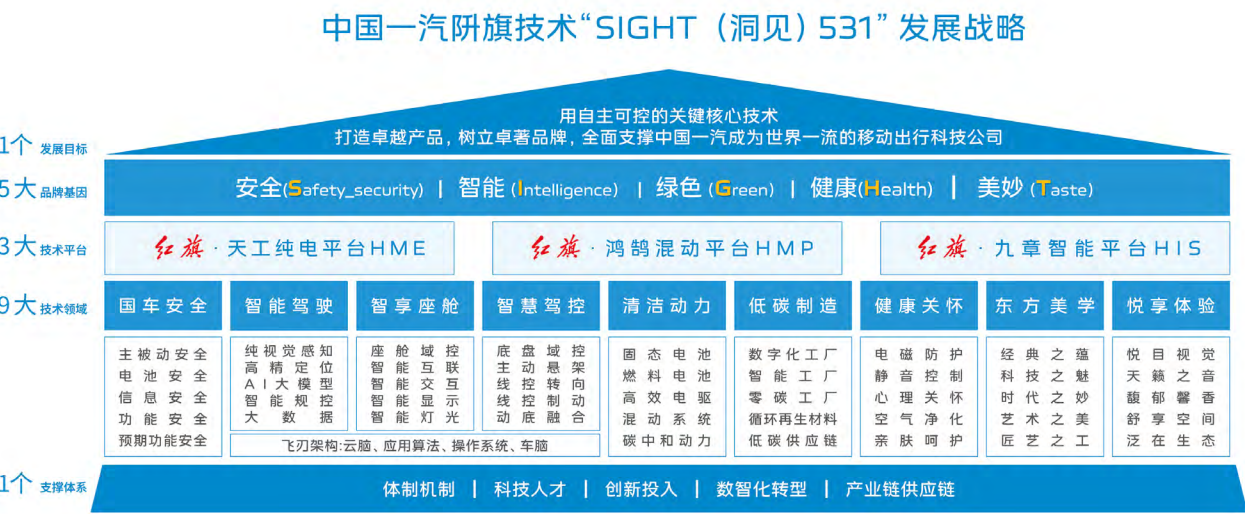 中国一汽阩旗技术“SIGHT（洞见）531”发展战略
用自主可控的关键核心技术
打造卓越产品，树立卓著品牌，全面支撑中国一汽成为世界一流的移动出行科技公司
1个 发展目标
5大 品牌基因
安全(Safety_security) | 智能 (Intelligence) | 绿色 (Green) | 健康(Health) | 美妙 (Taste)
3大 技术平台
红旗 · 天工纯电平台HME
红旗 · 鸿鹄混动平台HMP
红旗 · 九章智能平台HIS
9大 技术领域
国车安全
智能驾驶
智享座舱
智慧驾控
清洁动力
低碳制造
健康关怀
东方美学
悦享体验
主被动安全
电池安全
信息安全
功能安全
预期功能安全
纯视觉感知
高精定位
AI大模型
智能规控
大数据
座舱域控
智能互联
智能交互
智能显示
智能灯光
底盘域控
主动悬架
线控转向
线控制动
动底融合
飞刃架构:云脑、应用算法、操作系统、车脑
固态电池
燃料电池
高效电驱
混动系统
碳中和动力
数字化工厂
智能工厂
零碳工厂
循环再生材料
低碳供应链
电磁防护
静音控制
心理关怀
空气净化
亲肤呵护
经典之蕴
科技之魅
时代之妙
艺术之美
匠艺之工
悦目视觉
天籁之音
馥郁馨香
舒享空间
泛在生态
1个 支撑体系
体制机制 | 科技人才 | 创新投入 | 数智化转型 | 产业链供应链